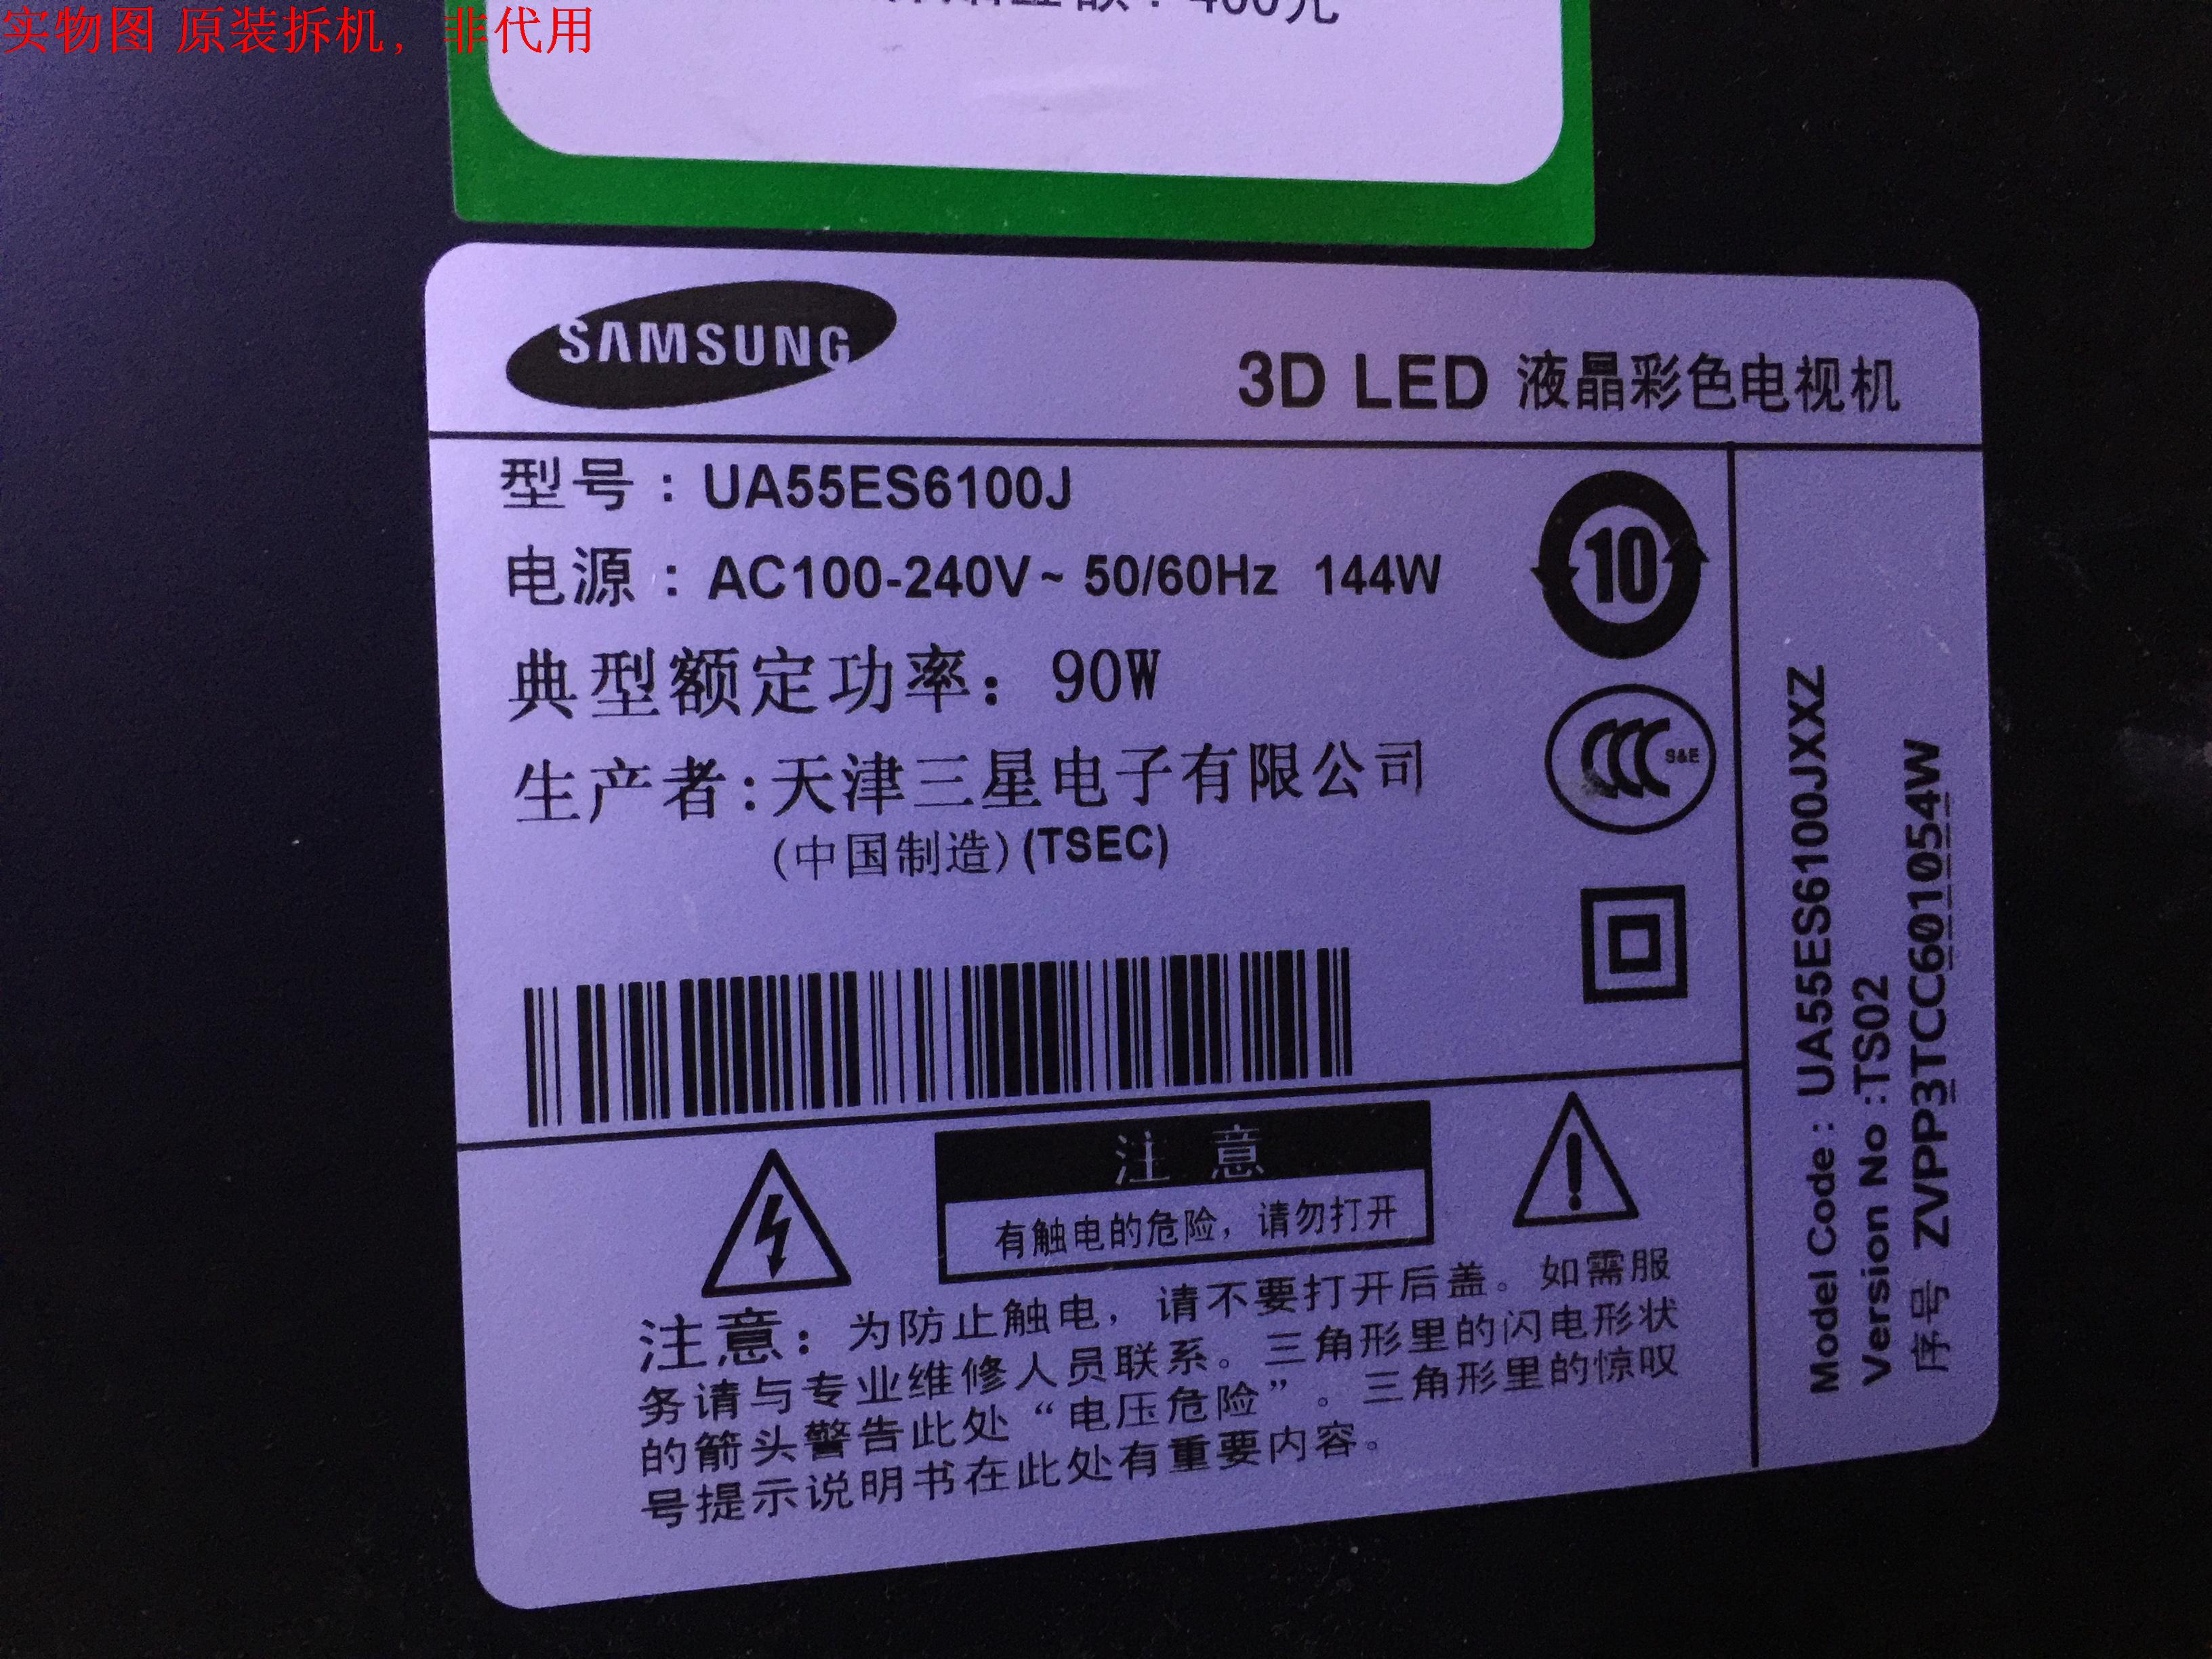 实物图 原装拆机，非代用
额：400元
SAMSUNG
3D LED 液晶彩色电视机
型号：UA55ES6100J
电源：AC100-240V~ 50/60Hz 144W
典型额定功率：90W
生产者:天津三星电子有限公司
(中国制造)(TSEC)
10
CCC S&E
注 意
有触电的危险，请勿打开
注意：为防止触电，请不要打开后盖。如需服
务请与专业维修人员联系。三角形里的闪电形状
的箭头警告此处“电压危险”。三角形里的惊叹
号提示说明书在此处有重要内容。
Model Code : UA55ES6100JXXZ
Version No :TS02
序号 ZVPP3TCC601054W